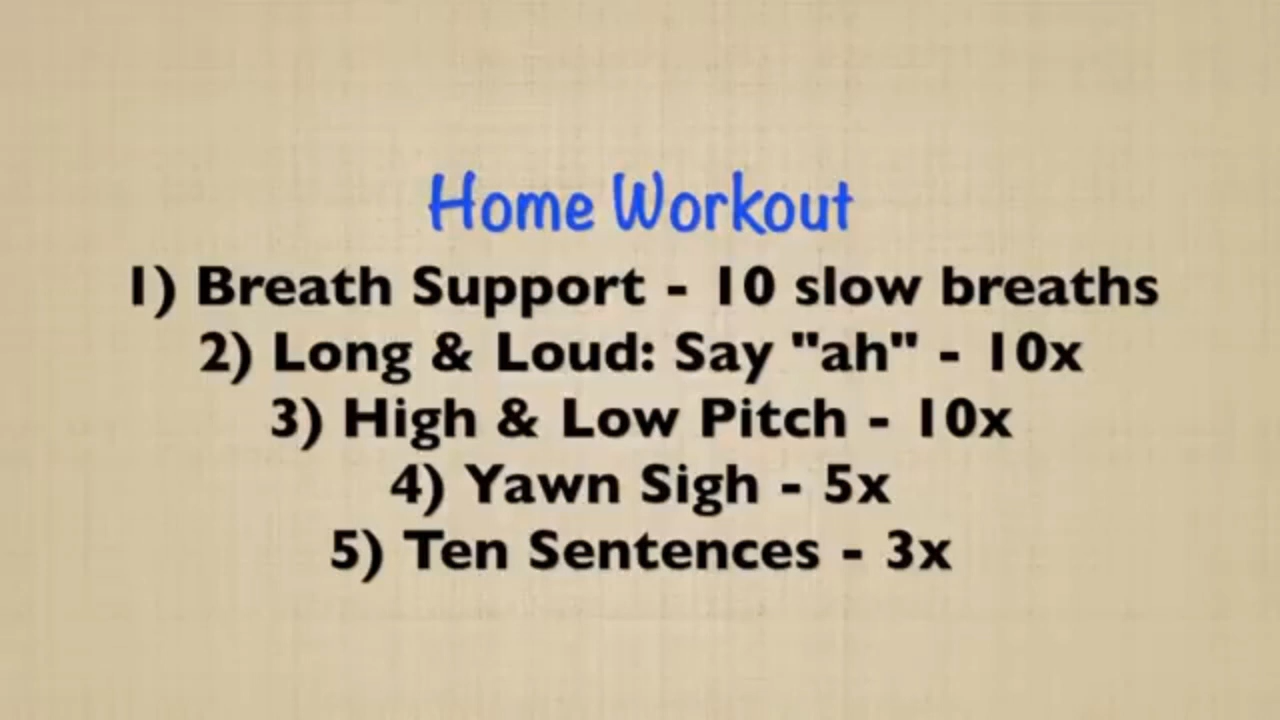 Home Workout
1) Breath Support - 10 slow breaths
2) Long & Loud: Say "ah" - 10x
3) High & Low Pitch - 10x
4) Yawn Sigh - 5x
5) Ten Sentences - 3x